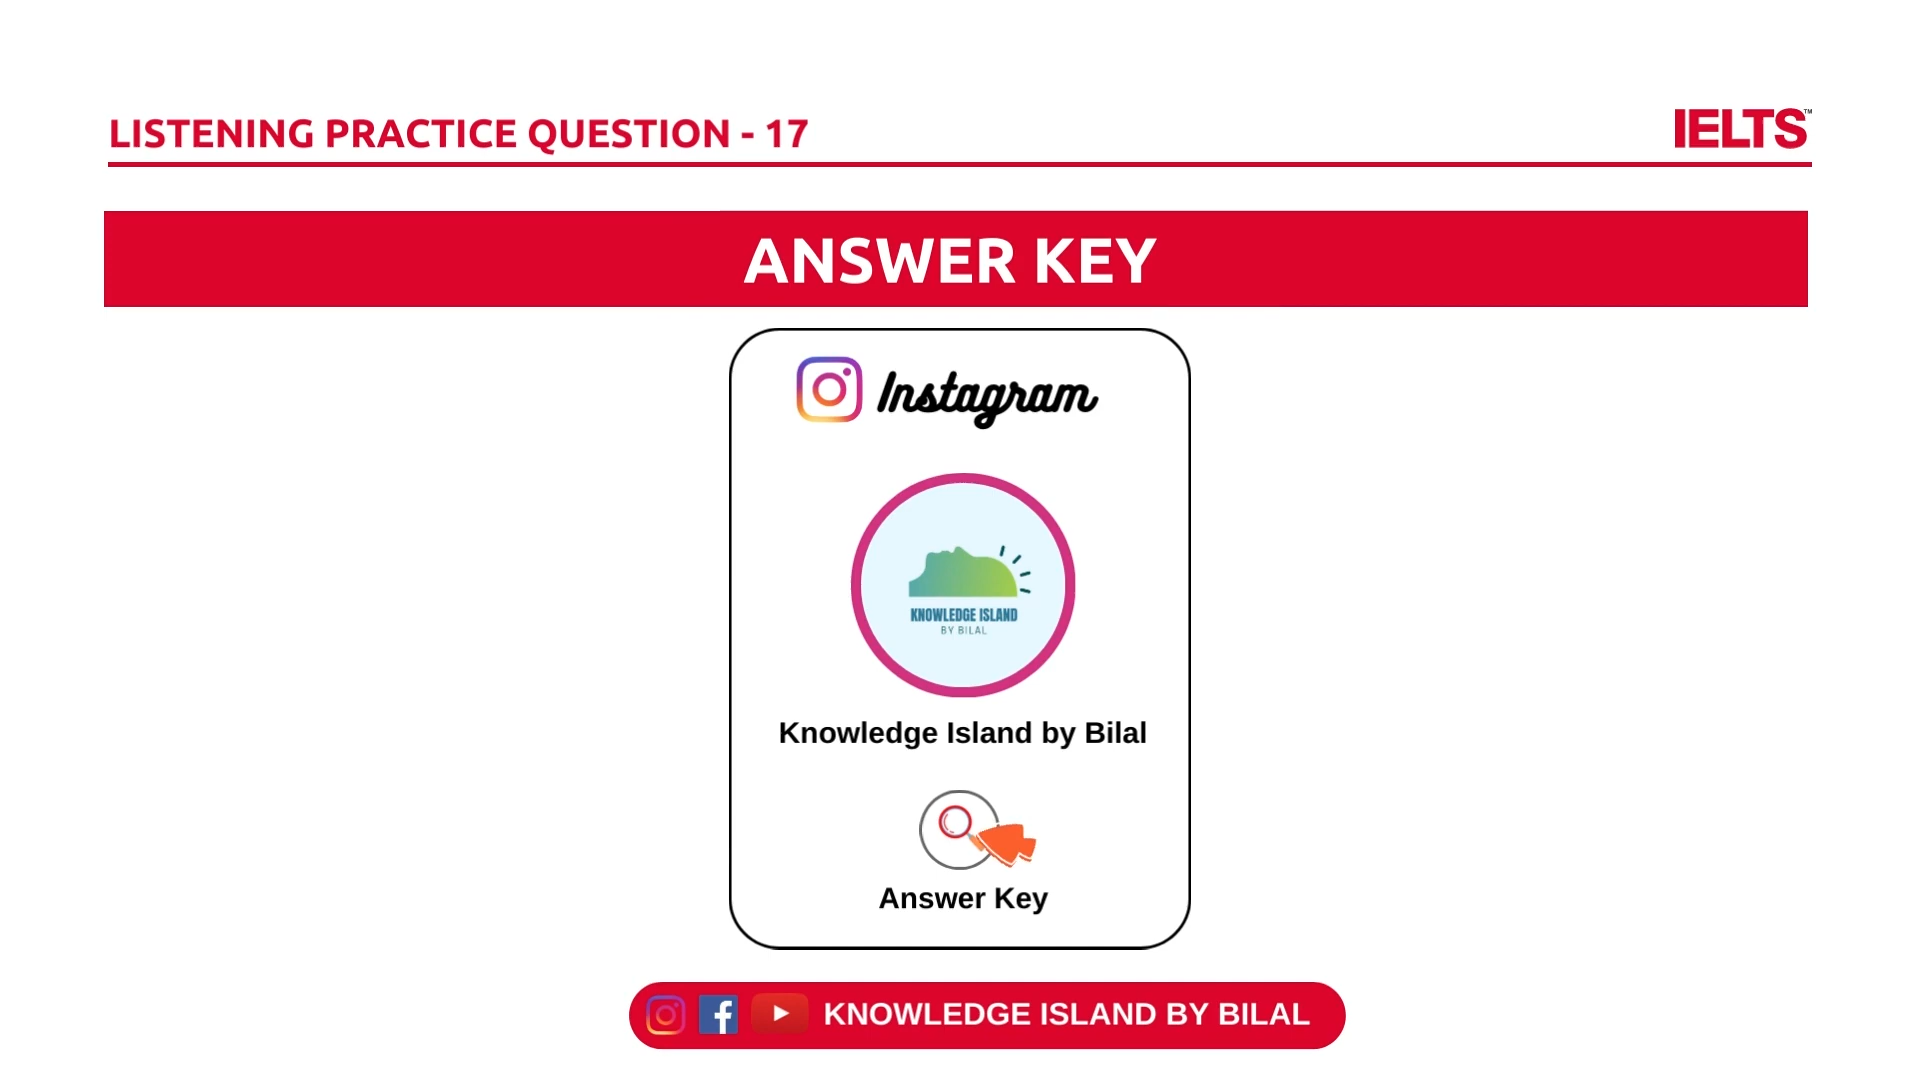 LISTENING PRACTICE QUESTION - 17
IELTS™
ANSWER KEY
Instagram
KNOWLEDGE ISLAND
BY BILAL
Knowledge Island by Bilal
Answer Key
KNOWLEDGE ISLAND BY BILAL